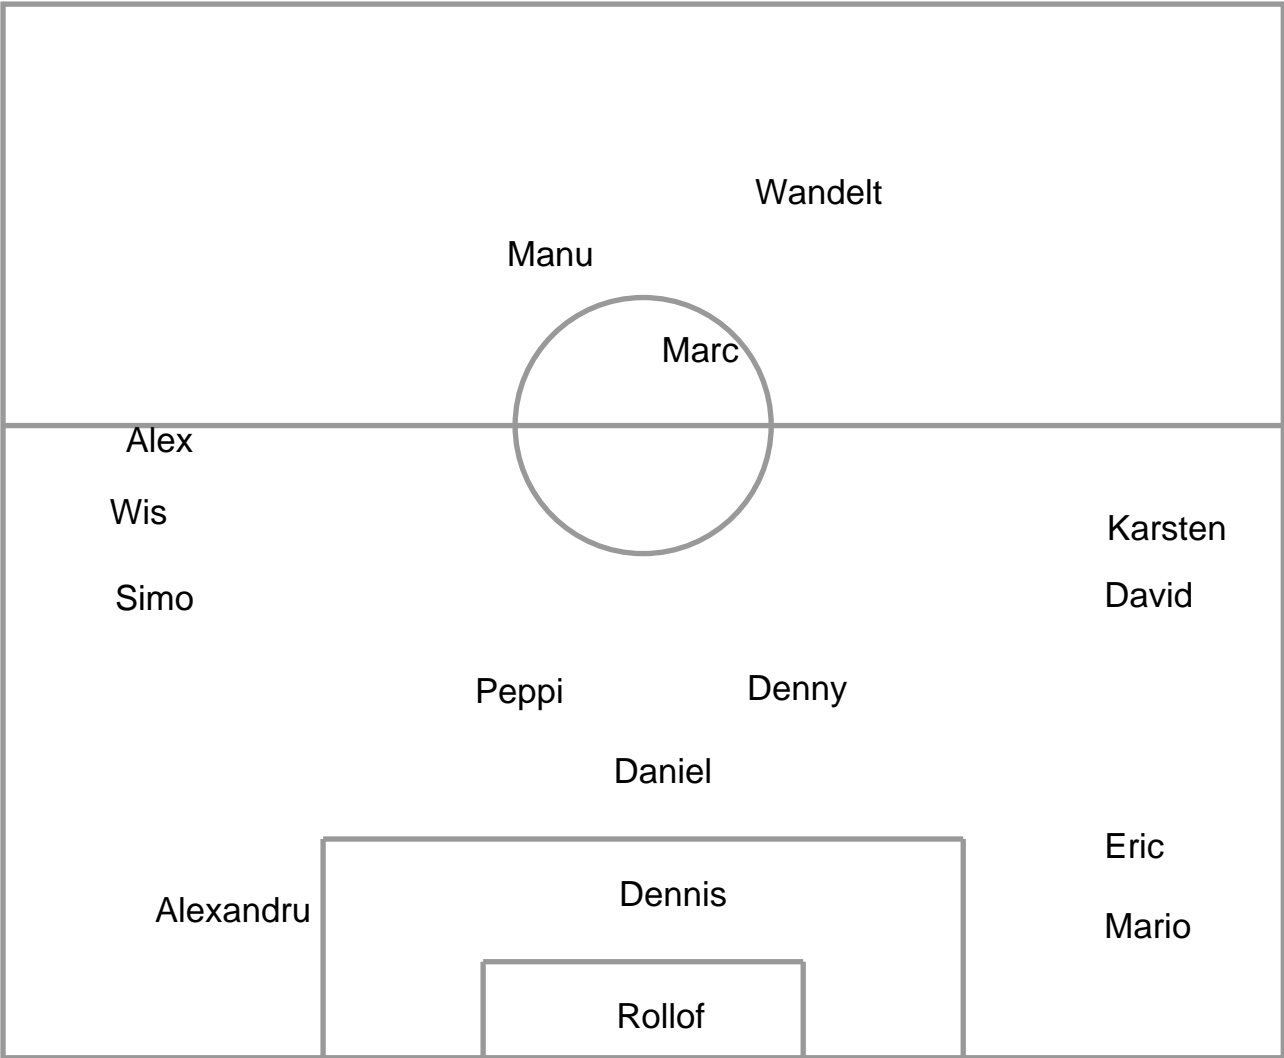 Wandelt
Manu
Marc
Alex
Wis
Karsten
Simo
David
Peppi
Denny
Daniel
Eric
Dennis
Alexandru
Mario
Rollof